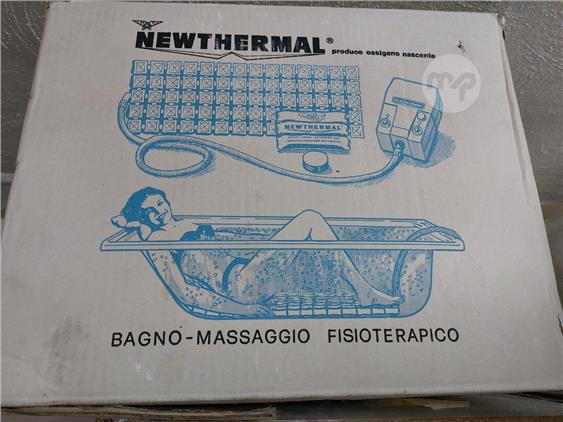 NEWTHERMAL®
produce ossigeno nascente
NEWTHERMAL
BAGNO-MASSAGGIO FISIOTERAPICO